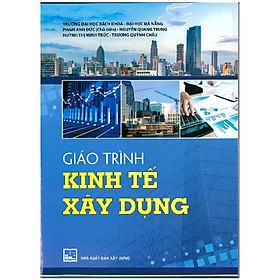 TRƯỜNG ĐẠI HỌC BÁCH KHOA - ĐẠI HỌC ĐÀ NẴNG
PHẠM ANH ĐỨC (Chủ biên) - NGUYỄN QUANG TRUNG
HUỲNH THỊ MINH TRÚC - TRƯƠNG QUỲNH CHÂU
GIÁO TRÌNH
KINH TẾ
XÂY DỰNG
NHÀ XUẤT BẢN XÂY DỰNG